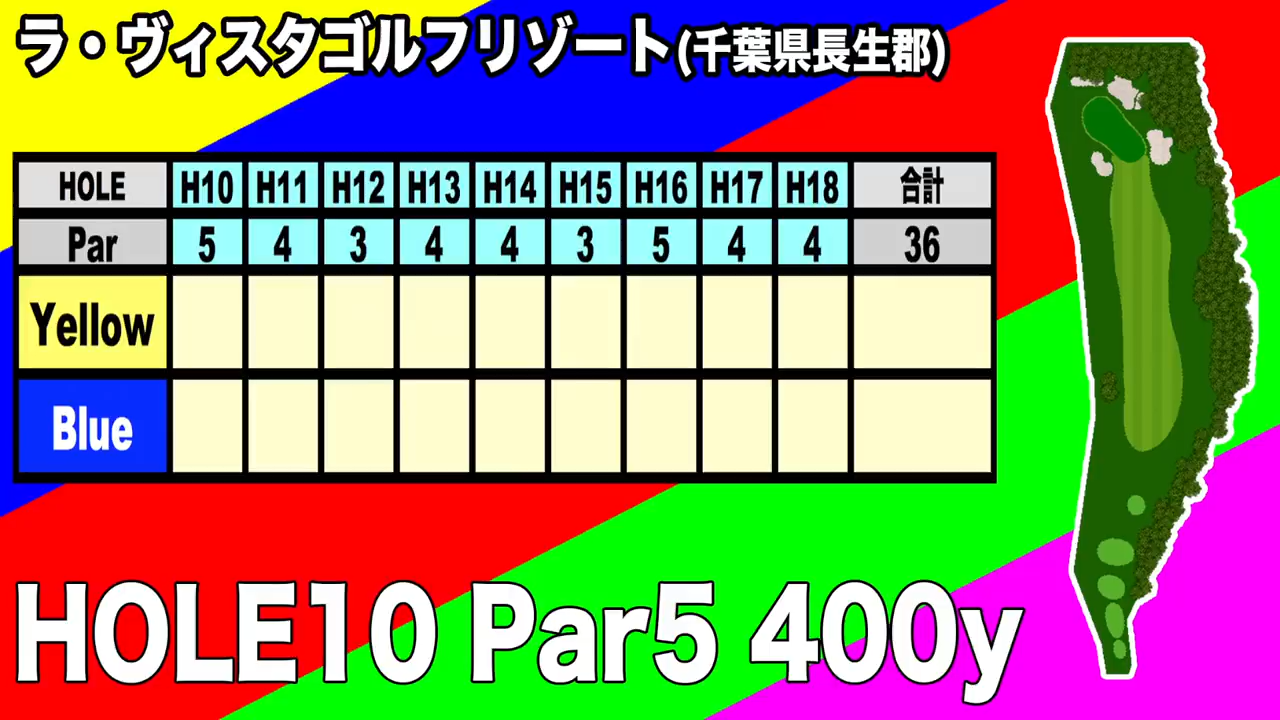 ラ・ヴィスタゴルフリゾート(千葉県長生郡)
HOLE H10 H11 H12 H13 H14 H15 H16 H17 H18 合計
Par 5 4 3 4 4 3 5 4 4 36
Yellow
Blue
HOLE10 Par5 400y